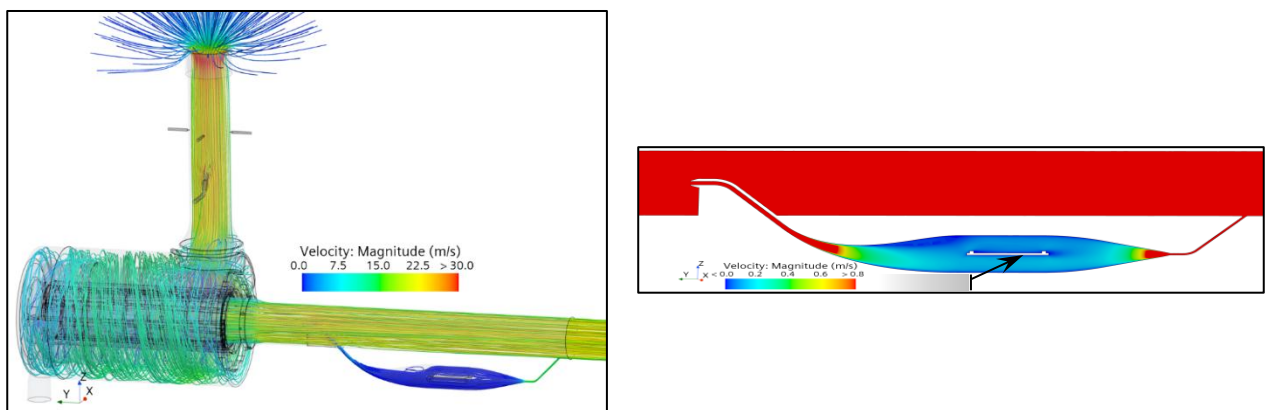 Velocity: Magnitude (m/s)
0.0 7.5 15.0 22.5 > 30.0
Z
Y X
Z
Y X
Velocity: Magnitude (m/s)
< 0.0 0.2 0.4 0.6 > 0.8